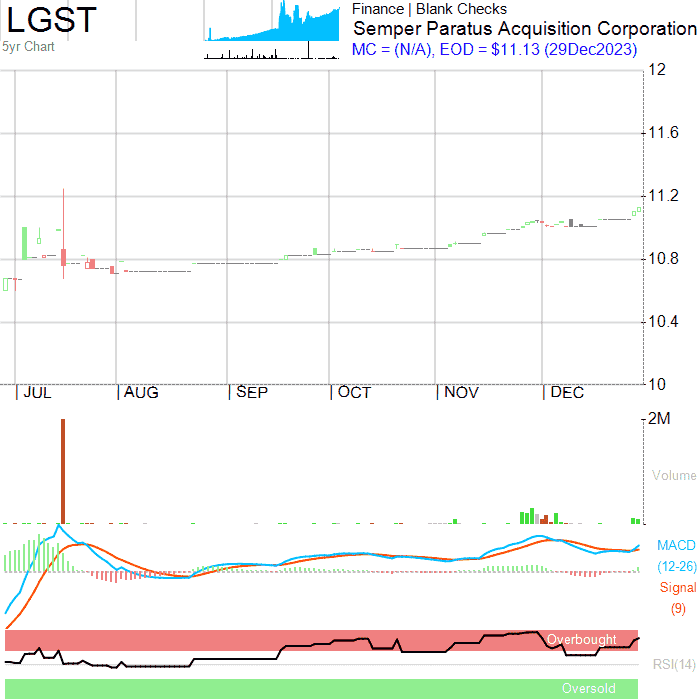 LGST
5yr Chart
Finance | Blank Checks
Semper Paratus Acquisition Corporation
MC = (N/A), EOD = $11.13 (29Dec2023)
12
11.6
11.2
10.8
10.4
10
JUL AUG SEP OCT NOV DEC
2M
Volume
MACD
(12-26)
Signal
(9)
Overbought
RSI(14)
Oversold